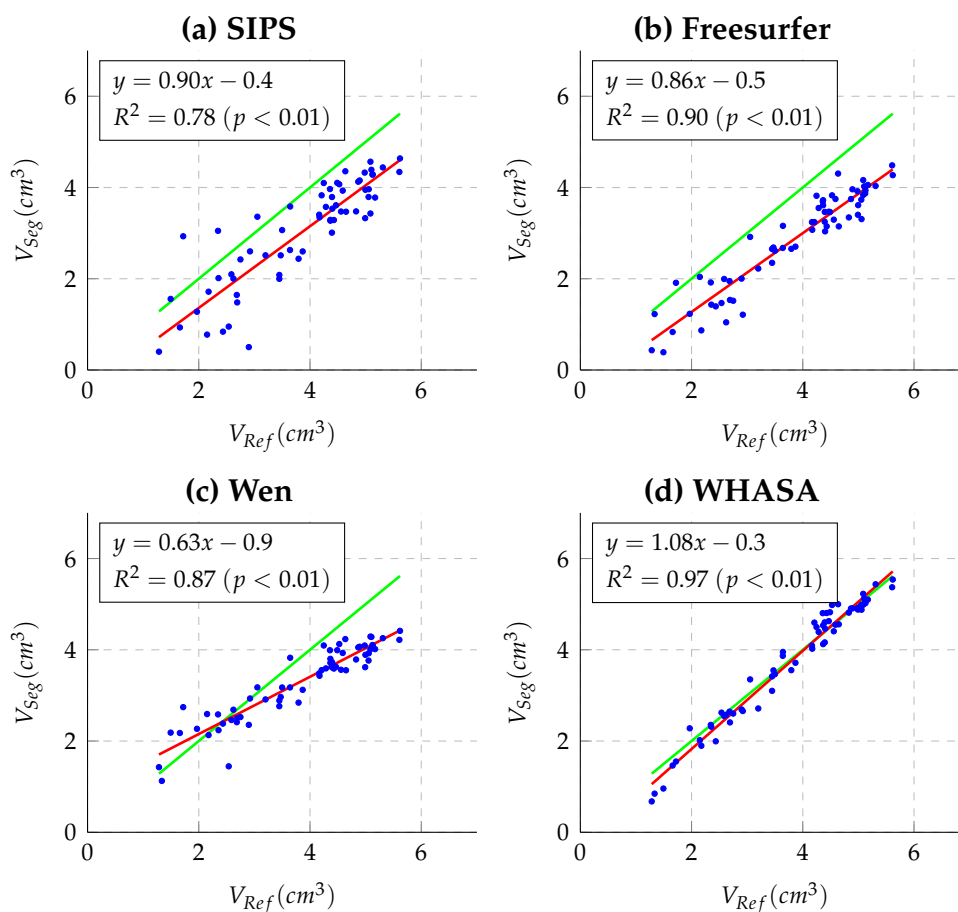 (a) SIPS
y = 0.90x − 0.4
R² = 0.78 (p < 0.01)
6
4
2
0
0
2
4
6
V_Seg(cm³)
V_Ref(cm³)
(b) Freesurfer
y = 0.86x − 0.5
R² = 0.90 (p < 0.01)
6
4
2
0
0
2
4
6
V_Seg(cm³)
V_Ref(cm³)
(c) Wen
y = 0.63x − 0.9
R² = 0.87 (p < 0.01)
6
4
2
0
0
2
4
6
V_Seg(cm³)
V_Ref(cm³)
(d) WHASA
y = 1.08x − 0.3
R² = 0.97 (p < 0.01)
6
4
2
0
0
2
4
6
V_Seg(cm³)
V_Ref(cm³)